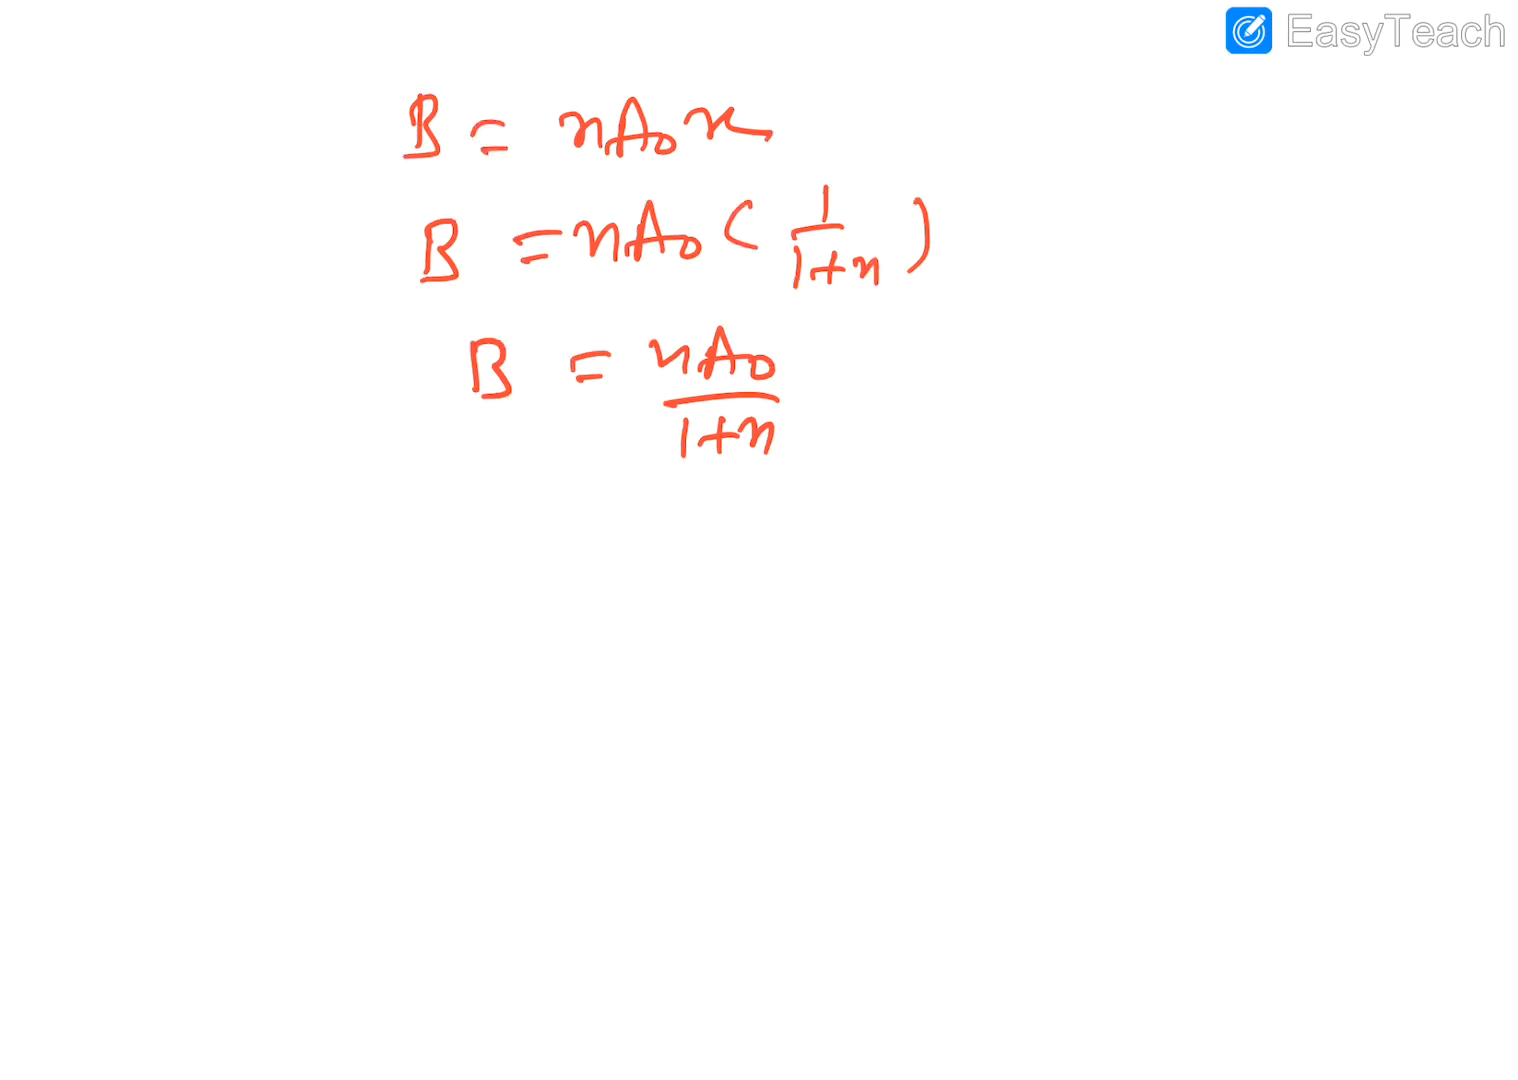 EasyTeach
B = nA₀x
B = nA₀ ( 1/(1+n) )
B = nA₀/(1+n)